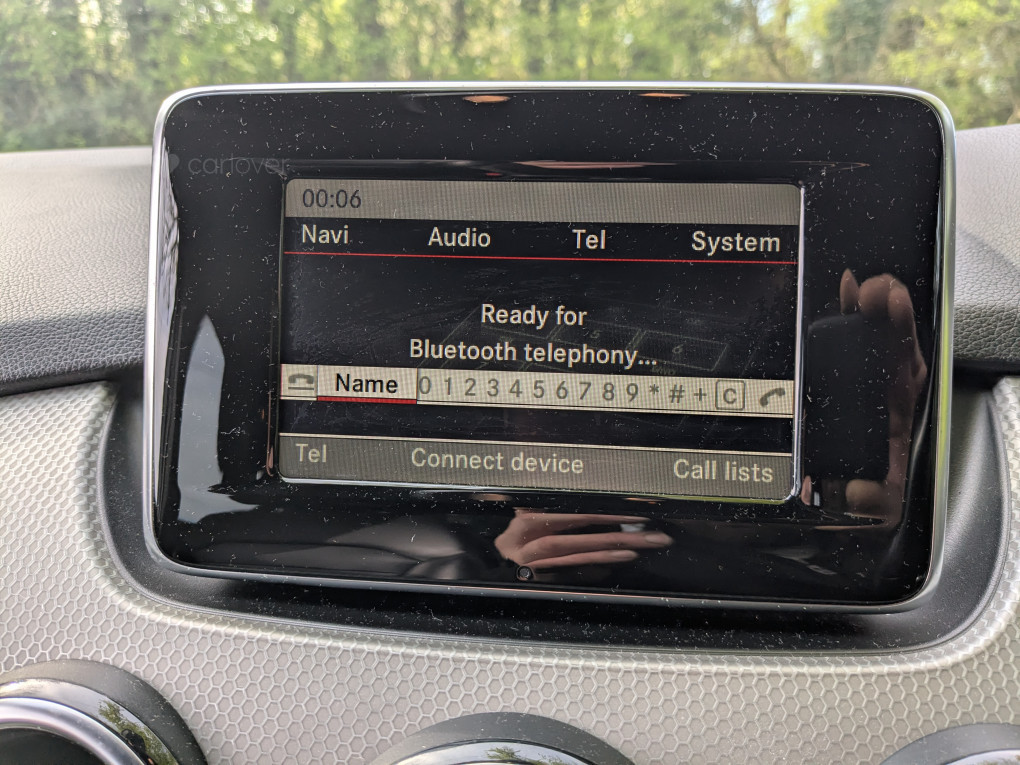 carlover
00:06
Navi Audio Tel System
Ready for
Bluetooth telephony...
Name 0 1 2 3 4 5 6 7 8 9 * # + C
Tel Connect device Call lists